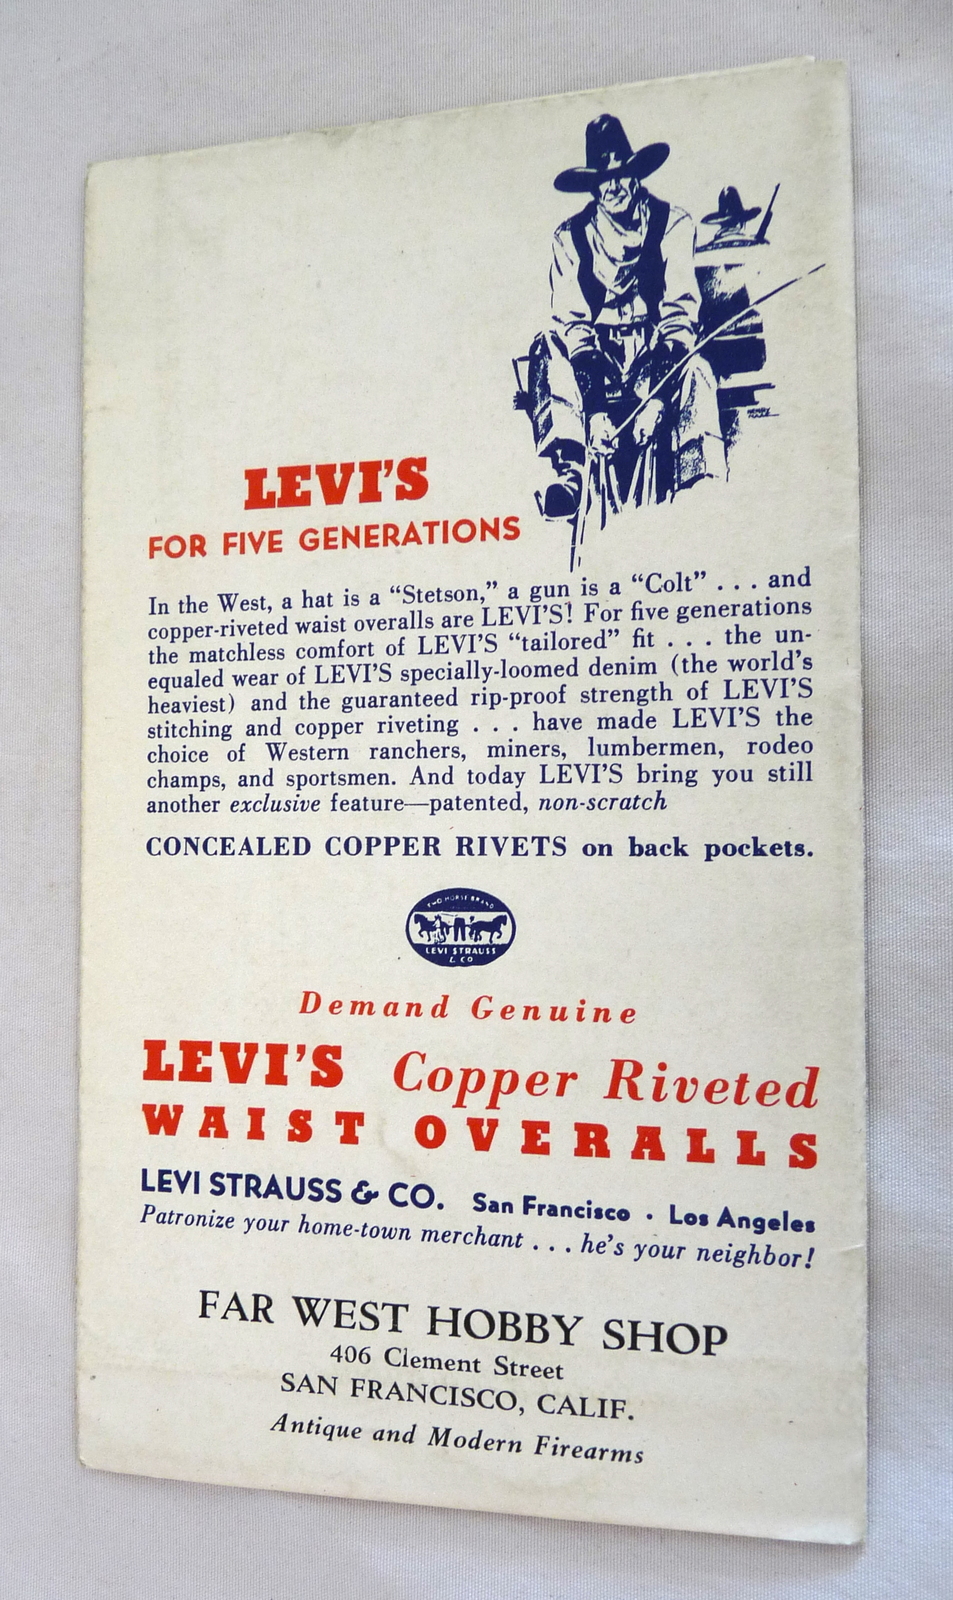 LEVI'S
FOR FIVE GENERATIONS
In the West, a hat is a “Stetson,” a gun is a “Colt” . . . and
copper-riveted waist overalls are LEVI'S! For five generations
the matchless comfort of LEVI'S “tailored” fit . . . the un-
equaled wear of LEVI'S specially-loomed denim (the world's
heaviest) and the guaranteed rip-proof strength of LEVI'S
stitching and copper riveting . . . have made LEVI'S the
choice of Western ranchers, miners, lumbermen, rodeo
champs, and sportsmen. And today LEVI'S bring you still
another exclusive feature—patented, non-scratch
CONCEALED COPPER RIVETS on back pockets.
TWO HORSE BRAND
LEVI STRAUSS
& CO
Demand Genuine
LEVI'S Copper Riveted
WAIST OVERALLS
LEVI STRAUSS & CO. San Francisco · Los Angeles
Patronize your home-town merchant . . . he's your neighbor!
FAR WEST HOBBY SHOP
406 Clement Street
SAN FRANCISCO, CALIF.
Antique and Modern Firearms